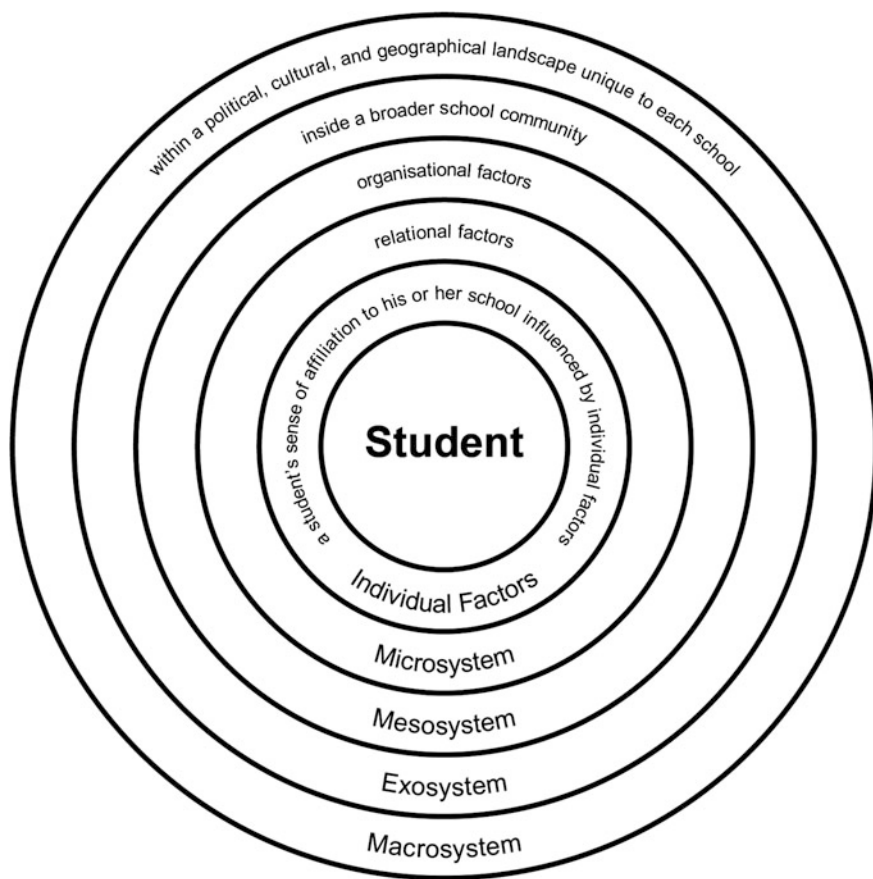 within a political, cultural, and geographical landscape unique to each school
inside a broader school community
organisational factors
relational factors
a student's sense of affiliation to his or her school influenced by individual factors
Student
Individual Factors
Microsystem
Mesosystem
Exosystem
Macrosystem